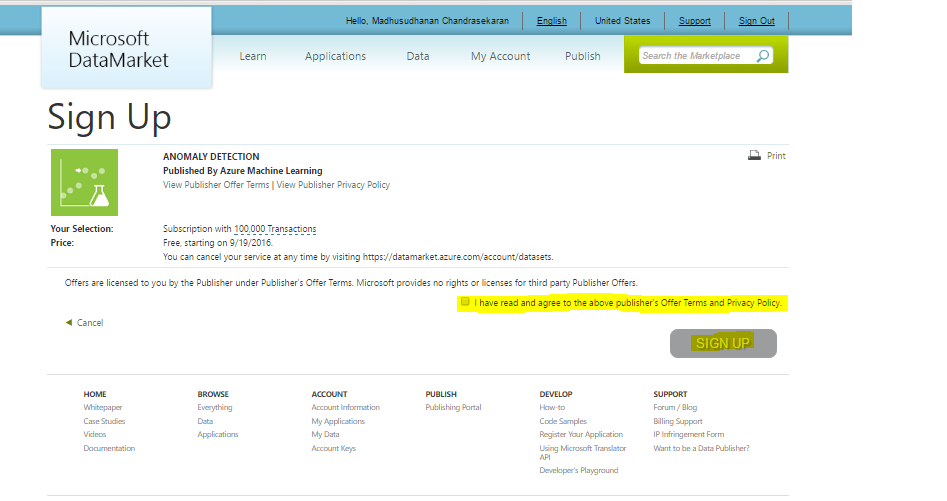 Hello, Madhusudhanan Chandrasekaran English United States Support Sign Out
Microsoft
DataMarket
Learn Applications Data My Account Publish Search the Marketplace
Sign Up
ANOMALY DETECTION Print
Published By Azure Machine Learning
View Publisher Offer Terms | View Publisher Privacy Policy
Your Selection: Subscription with 100,000 Transactions
Price: Free, starting on 9/19/2016.
You can cancel your service at any time by visiting https://datamarket.azure.com/account/datasets.
Offers are licensed to you by the Publisher under Publisher's Offer Terms. Microsoft provides no rights or licenses for third party Publisher Offers.
I have read and agree to the above publisher's Offer Terms and Privacy Policy.
Cancel
SIGN UP
HOME BROWSE ACCOUNT PUBLISH DEVELOP SUPPORT
Whitepaper Everything Account Information Publishing Portal How-to Forum / Blog
Case Studies Data My Applications Code Samples Billing Support
Videos Applications My Data Register Your Application IP Infringement Form
Documentation Account Keys Using Microsoft Translator Want to be a Data Publisher?
API
Developer's Playground